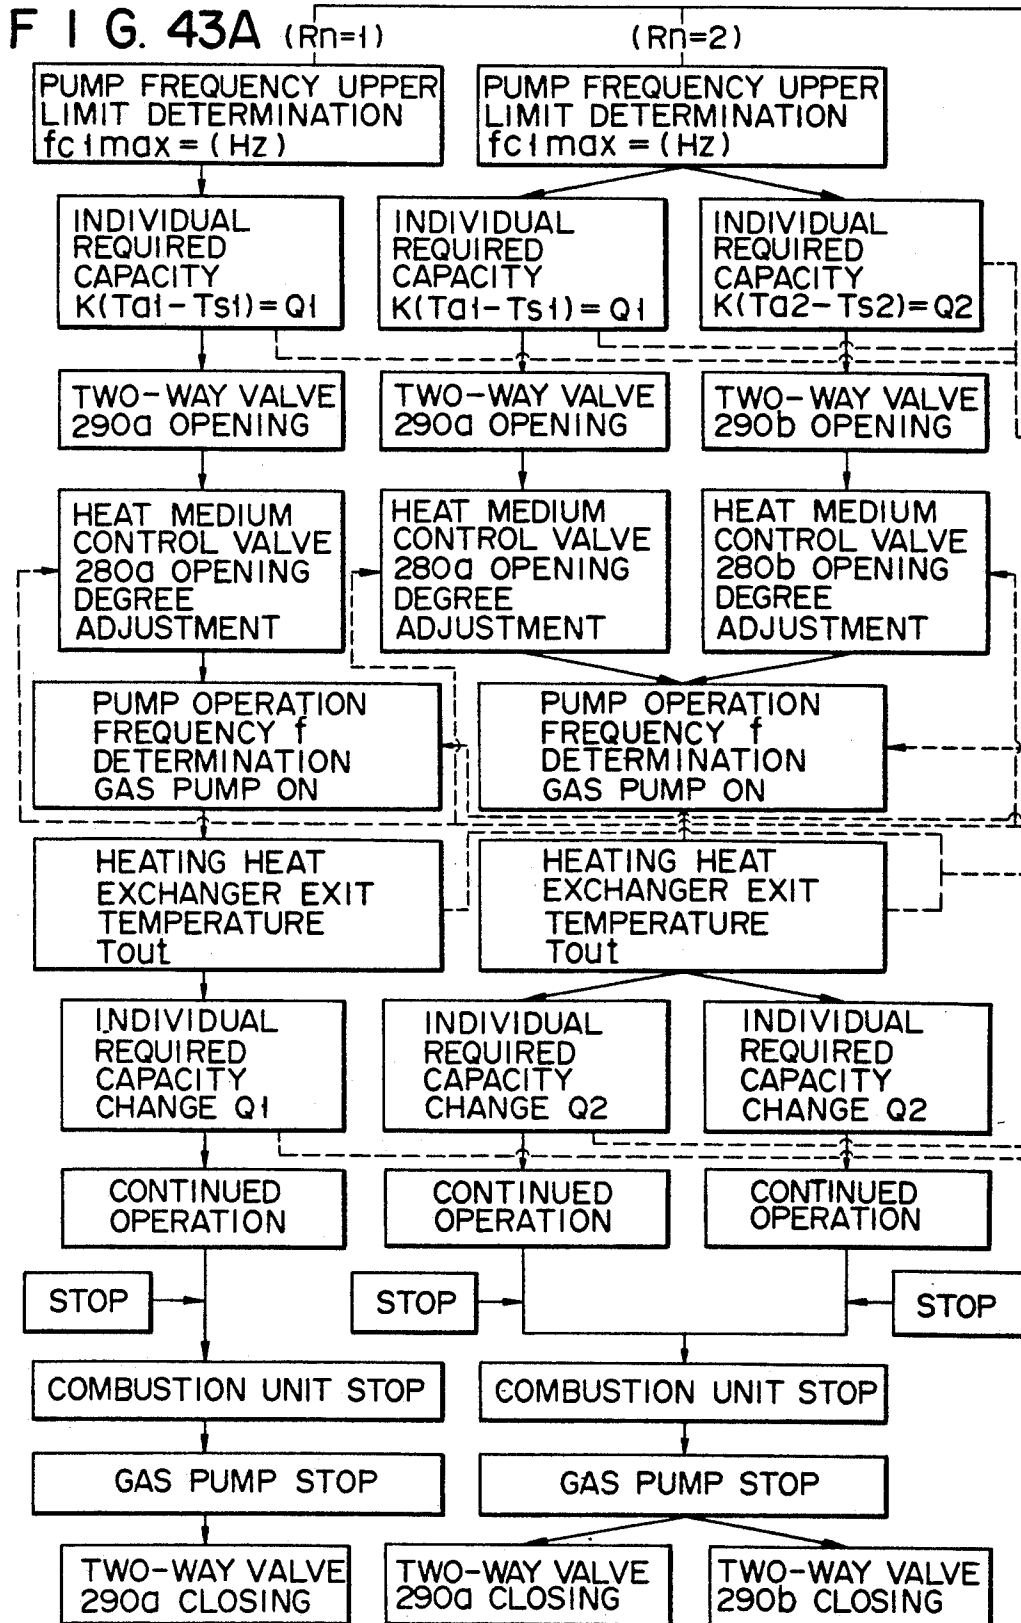 FIG. 43A (Rn=1)
(Rn=2)
PUMP FREQUENCY UPPER
LIMIT DETERMINATION
fc1max=(Hz)
PUMP FREQUENCY UPPER
LIMIT DETERMINATION
fc1max=(Hz)
INDIVIDUAL
REQUIRED
CAPACITY
K(Ta1-Ts1)=Q1
INDIVIDUAL
REQUIRED
CAPACITY
K(Ta1-Ts1)=Q1
INDIVIDUAL
REQUIRED
CAPACITY
K(Ta2-Ts2)=Q2
TWO-WAY VALVE
290a OPENING
TWO-WAY VALVE
290a OPENING
TWO-WAY VALVE
290b OPENING
HEAT MEDIUM
CONTROL VALVE
280a OPENING
DEGREE
ADJUSTMENT
HEAT MEDIUM
CONTROL VALVE
280a OPENING
DEGREE
ADJUSTMENT
HEAT MEDIUM
CONTROL VALVE
280b OPENING
DEGREE
ADJUSTMENT
PUMP OPERATION
FREQUENCY f
DETERMINATION
GAS PUMP ON
PUMP OPERATION
FREQUENCY f
DETERMINATION
GAS PUMP ON
HEATING HEAT
EXCHANGER EXIT
TEMPERATURE
Tout
HEATING HEAT
EXCHANGER EXIT
TEMPERATURE
Tout
INDIVIDUAL
REQUIRED
CAPACITY
CHANGE Q1
INDIVIDUAL
REQUIRED
CAPACITY
CHANGE Q2
INDIVIDUAL
REQUIRED
CAPACITY
CHANGE Q2
CONTINUED
OPERATION
CONTINUED
OPERATION
CONTINUED
OPERATION
STOP
STOP
STOP
COMBUSTION UNIT STOP
COMBUSTION UNIT STOP
GAS PUMP STOP
GAS PUMP STOP
TWO-WAY VALVE
290a CLOSING
TWO-WAY VALVE
290a CLOSING
TWO-WAY VALVE
290b CLOSING